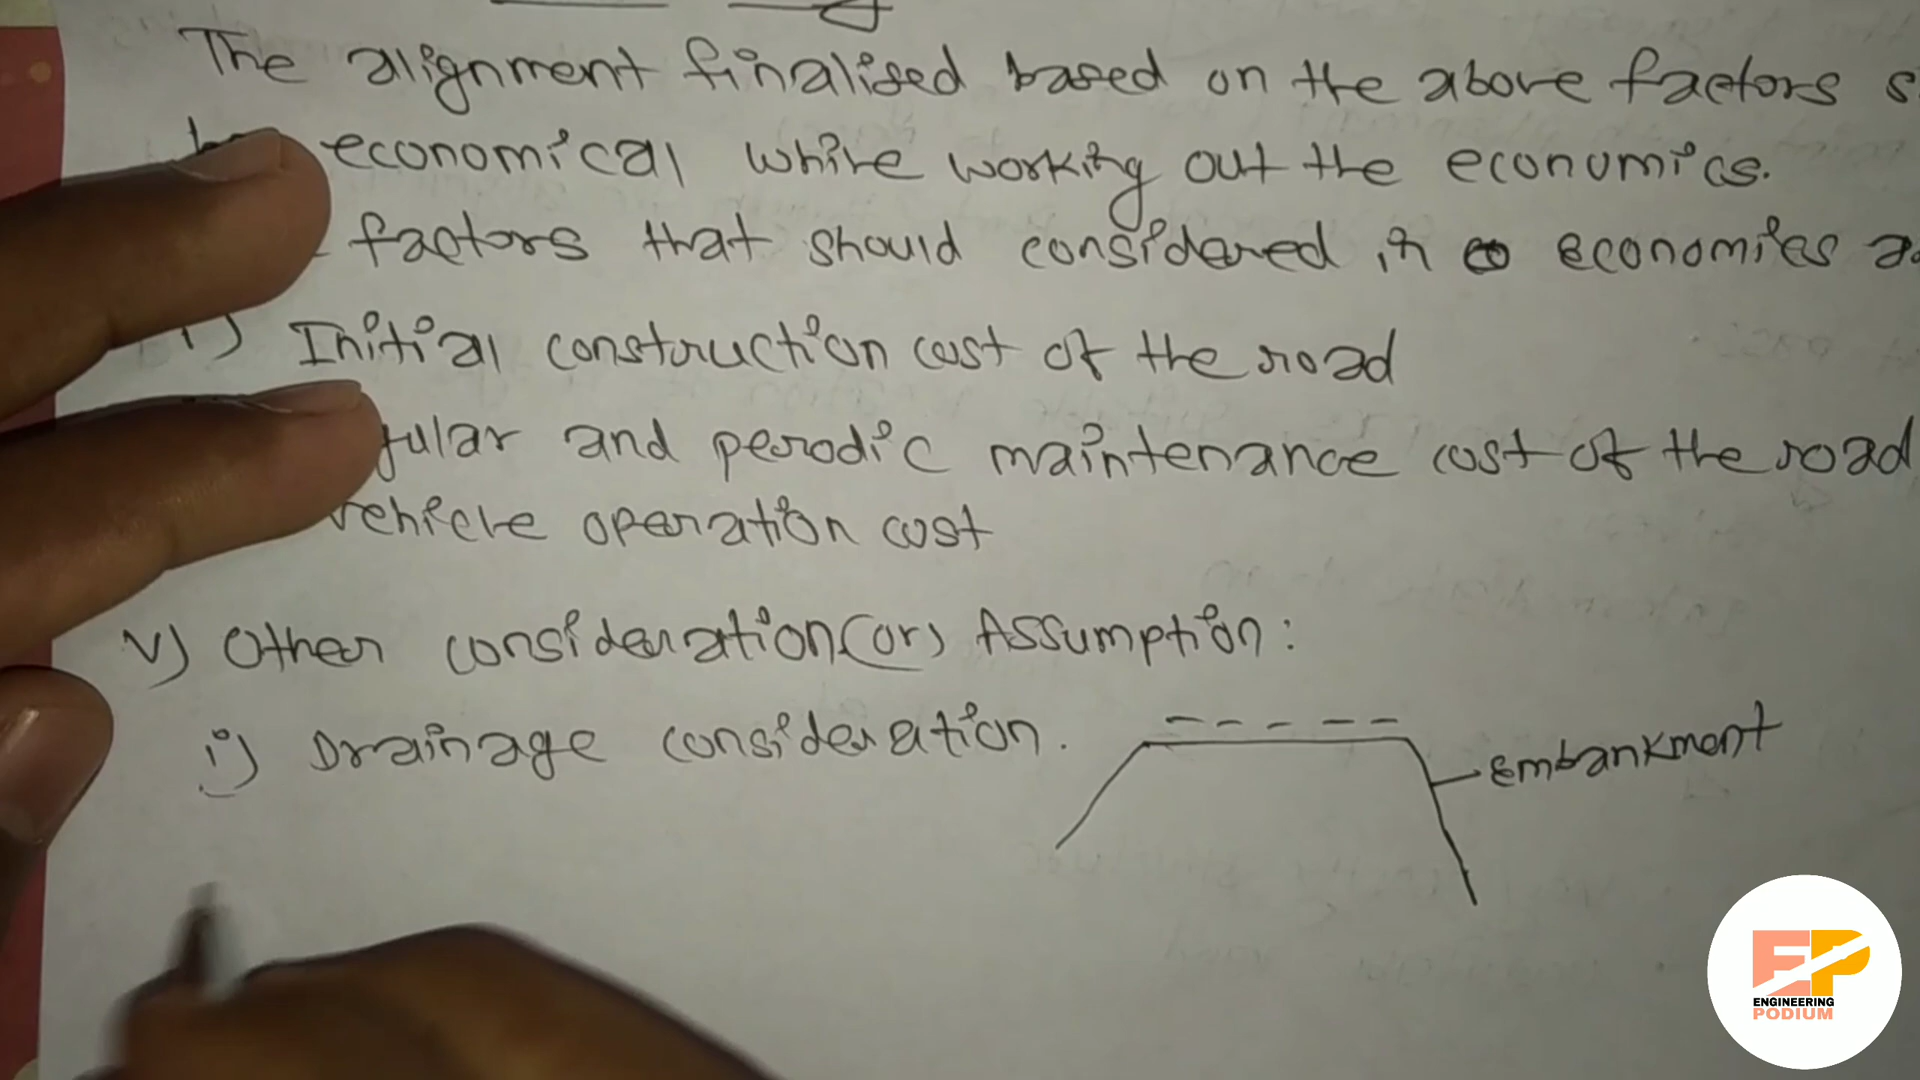 The alignment finalised based on the above factors
economical while working out the economics.
factors that should considered in economies
i) Initial construction cost of the road
and perodic maintenance cost of the road
vehicle operation cost
v) Other consideration (or) Assumption:
i) Drainage consideration.
Embankment
EP
ENGINEERING
PODIUM